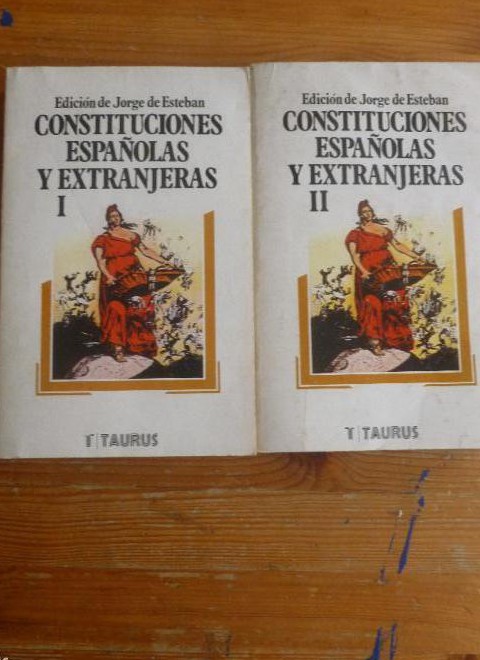 Edición de Jorge de Esteban
CONSTITUCIONES
ESPAÑOLAS
Y EXTRANJERAS
I
T TAURUS
Edición de Jorge de Esteban
CONSTITUCIONES
ESPAÑOLAS
Y EXTRANJERAS
II
T TAURUS